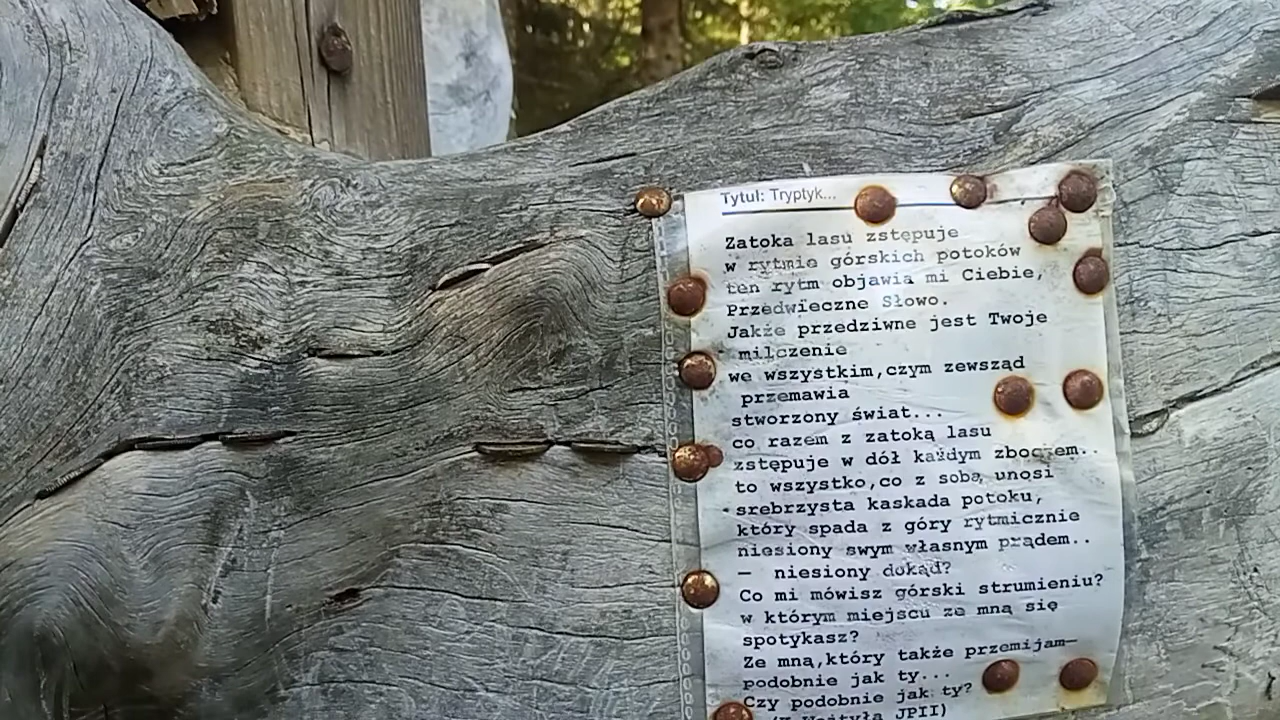 Tytuł: Tryptyk...
Zatoka lasu zstępuje
w rytmie górskich potoków
ten rytm objawia mi Ciebie,
Przedwieczne Słowo.
Jakże przedziwne jest Twoje
milczenie
we wszystkim,czym zewsząd
przemawia
stworzony świat...
co razem z zatoką lasu
zstępuje w dół każdym zboczem..
to wszystko,co z sobą unosi
srebrzysta kaskada potoku,
który spada z góry rytmicznie
niesiony swym własnym prądem..
— niesiony dokąd?
Co mi mówisz górski strumieniu?
w którym miejscu ze mną się
spotykasz?
Ze mną,który także przemijam—
podobnie jak ty...
Czy podobnie jak ty?
(K Wojtyła JPII)